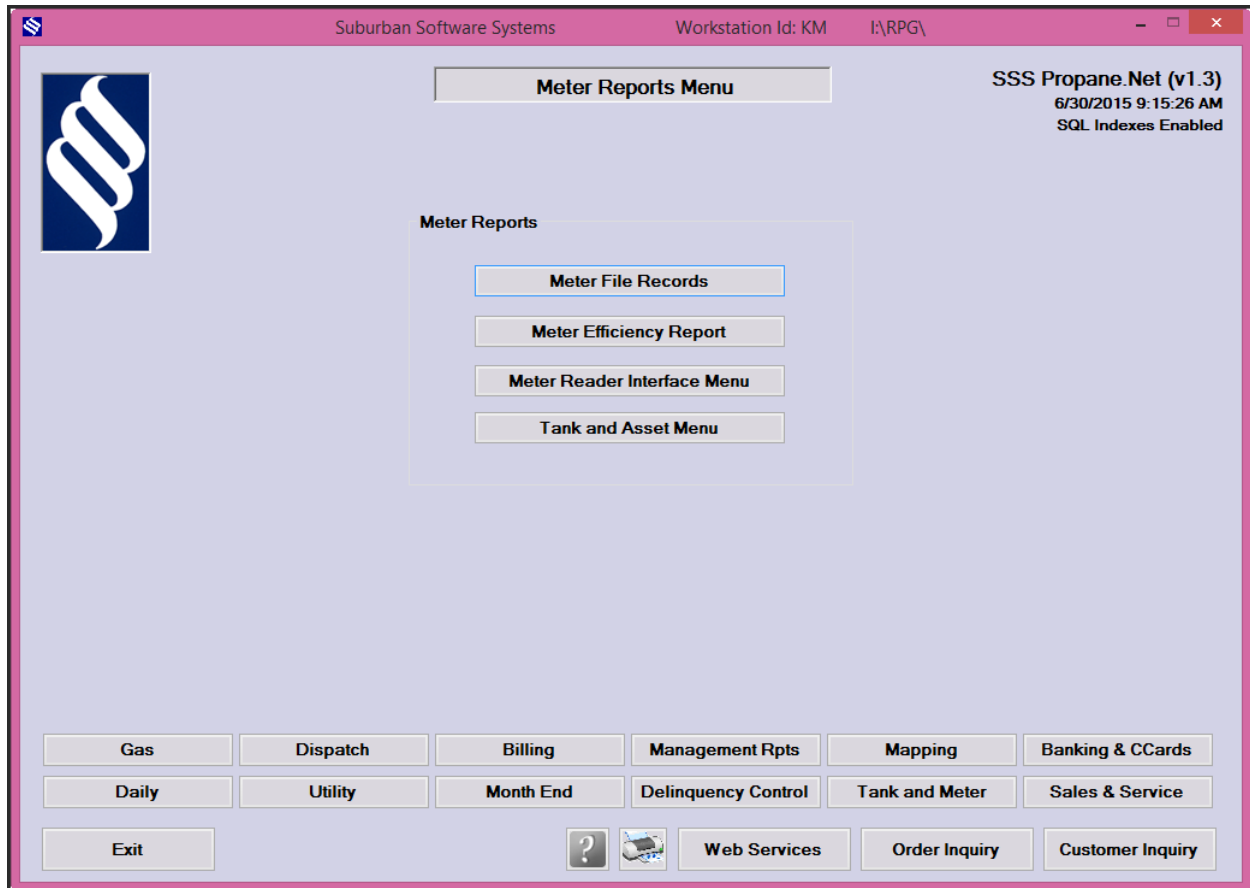 Suburban Software Systems Workstation Id: KM I:\RPG\
Meter Reports Menu
SSS Propane.Net (v1.3)
6/30/2015 9:15:26 AM
SQL Indexes Enabled
Meter Reports
Meter File Records
Meter Efficiency Report
Meter Reader Interface Menu
Tank and Asset Menu
Gas Dispatch Billing Management Rpts Mapping Banking & CCards
Daily Utility Month End Delinquency Control Tank and Meter Sales & Service
Exit ? Web Services Order Inquiry Customer Inquiry